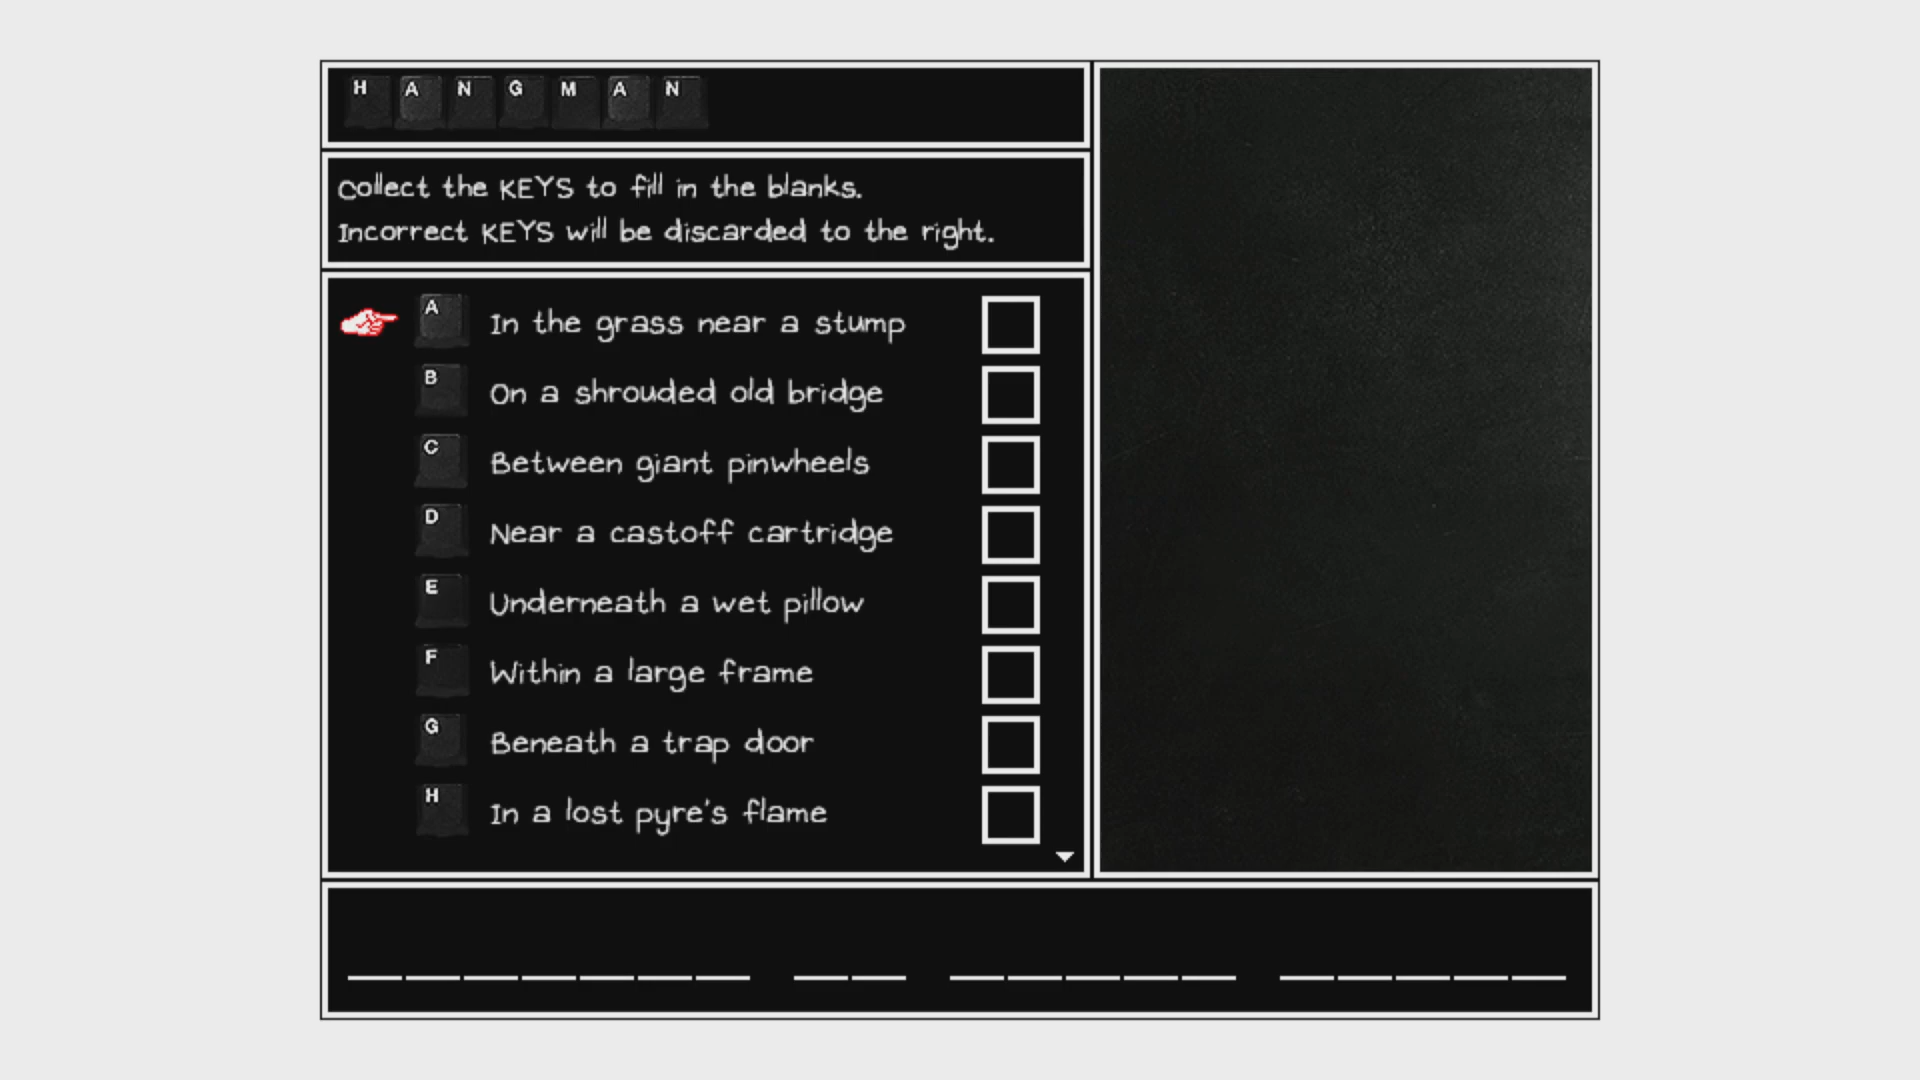 HANGMAN
Collect the KEYS to fill in the blanks.
Incorrect KEYS will be discarded to the right.
A In the grass near a stump
B On a shrouded old bridge
C Between giant pinwheels
D Near a castoff cartridge
E Underneath a wet pillow
F Within a large frame
G Beneath a trap door
H In a lost pyre's flame